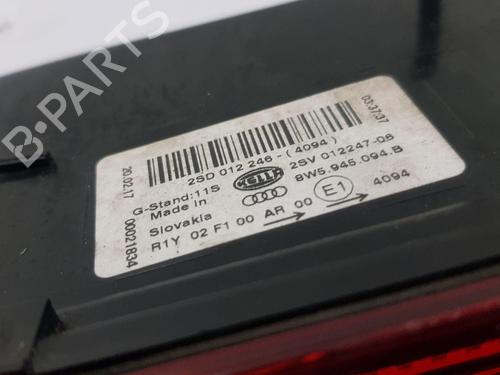 B-PARTS
03:37:37
2SD 012 246-(4094)
2SV 012247-08
G-Stand:11S
HELLA
8W5.945.094.B
Made in
Slovakia
E1
4094
R1Y 02 F1 00 AR 00
20.02.17 00021834